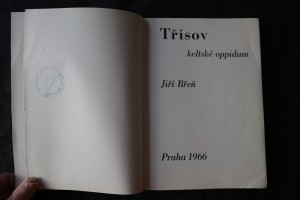 Třísov
keltské oppidum
Jiří Břeň
Praha 1966